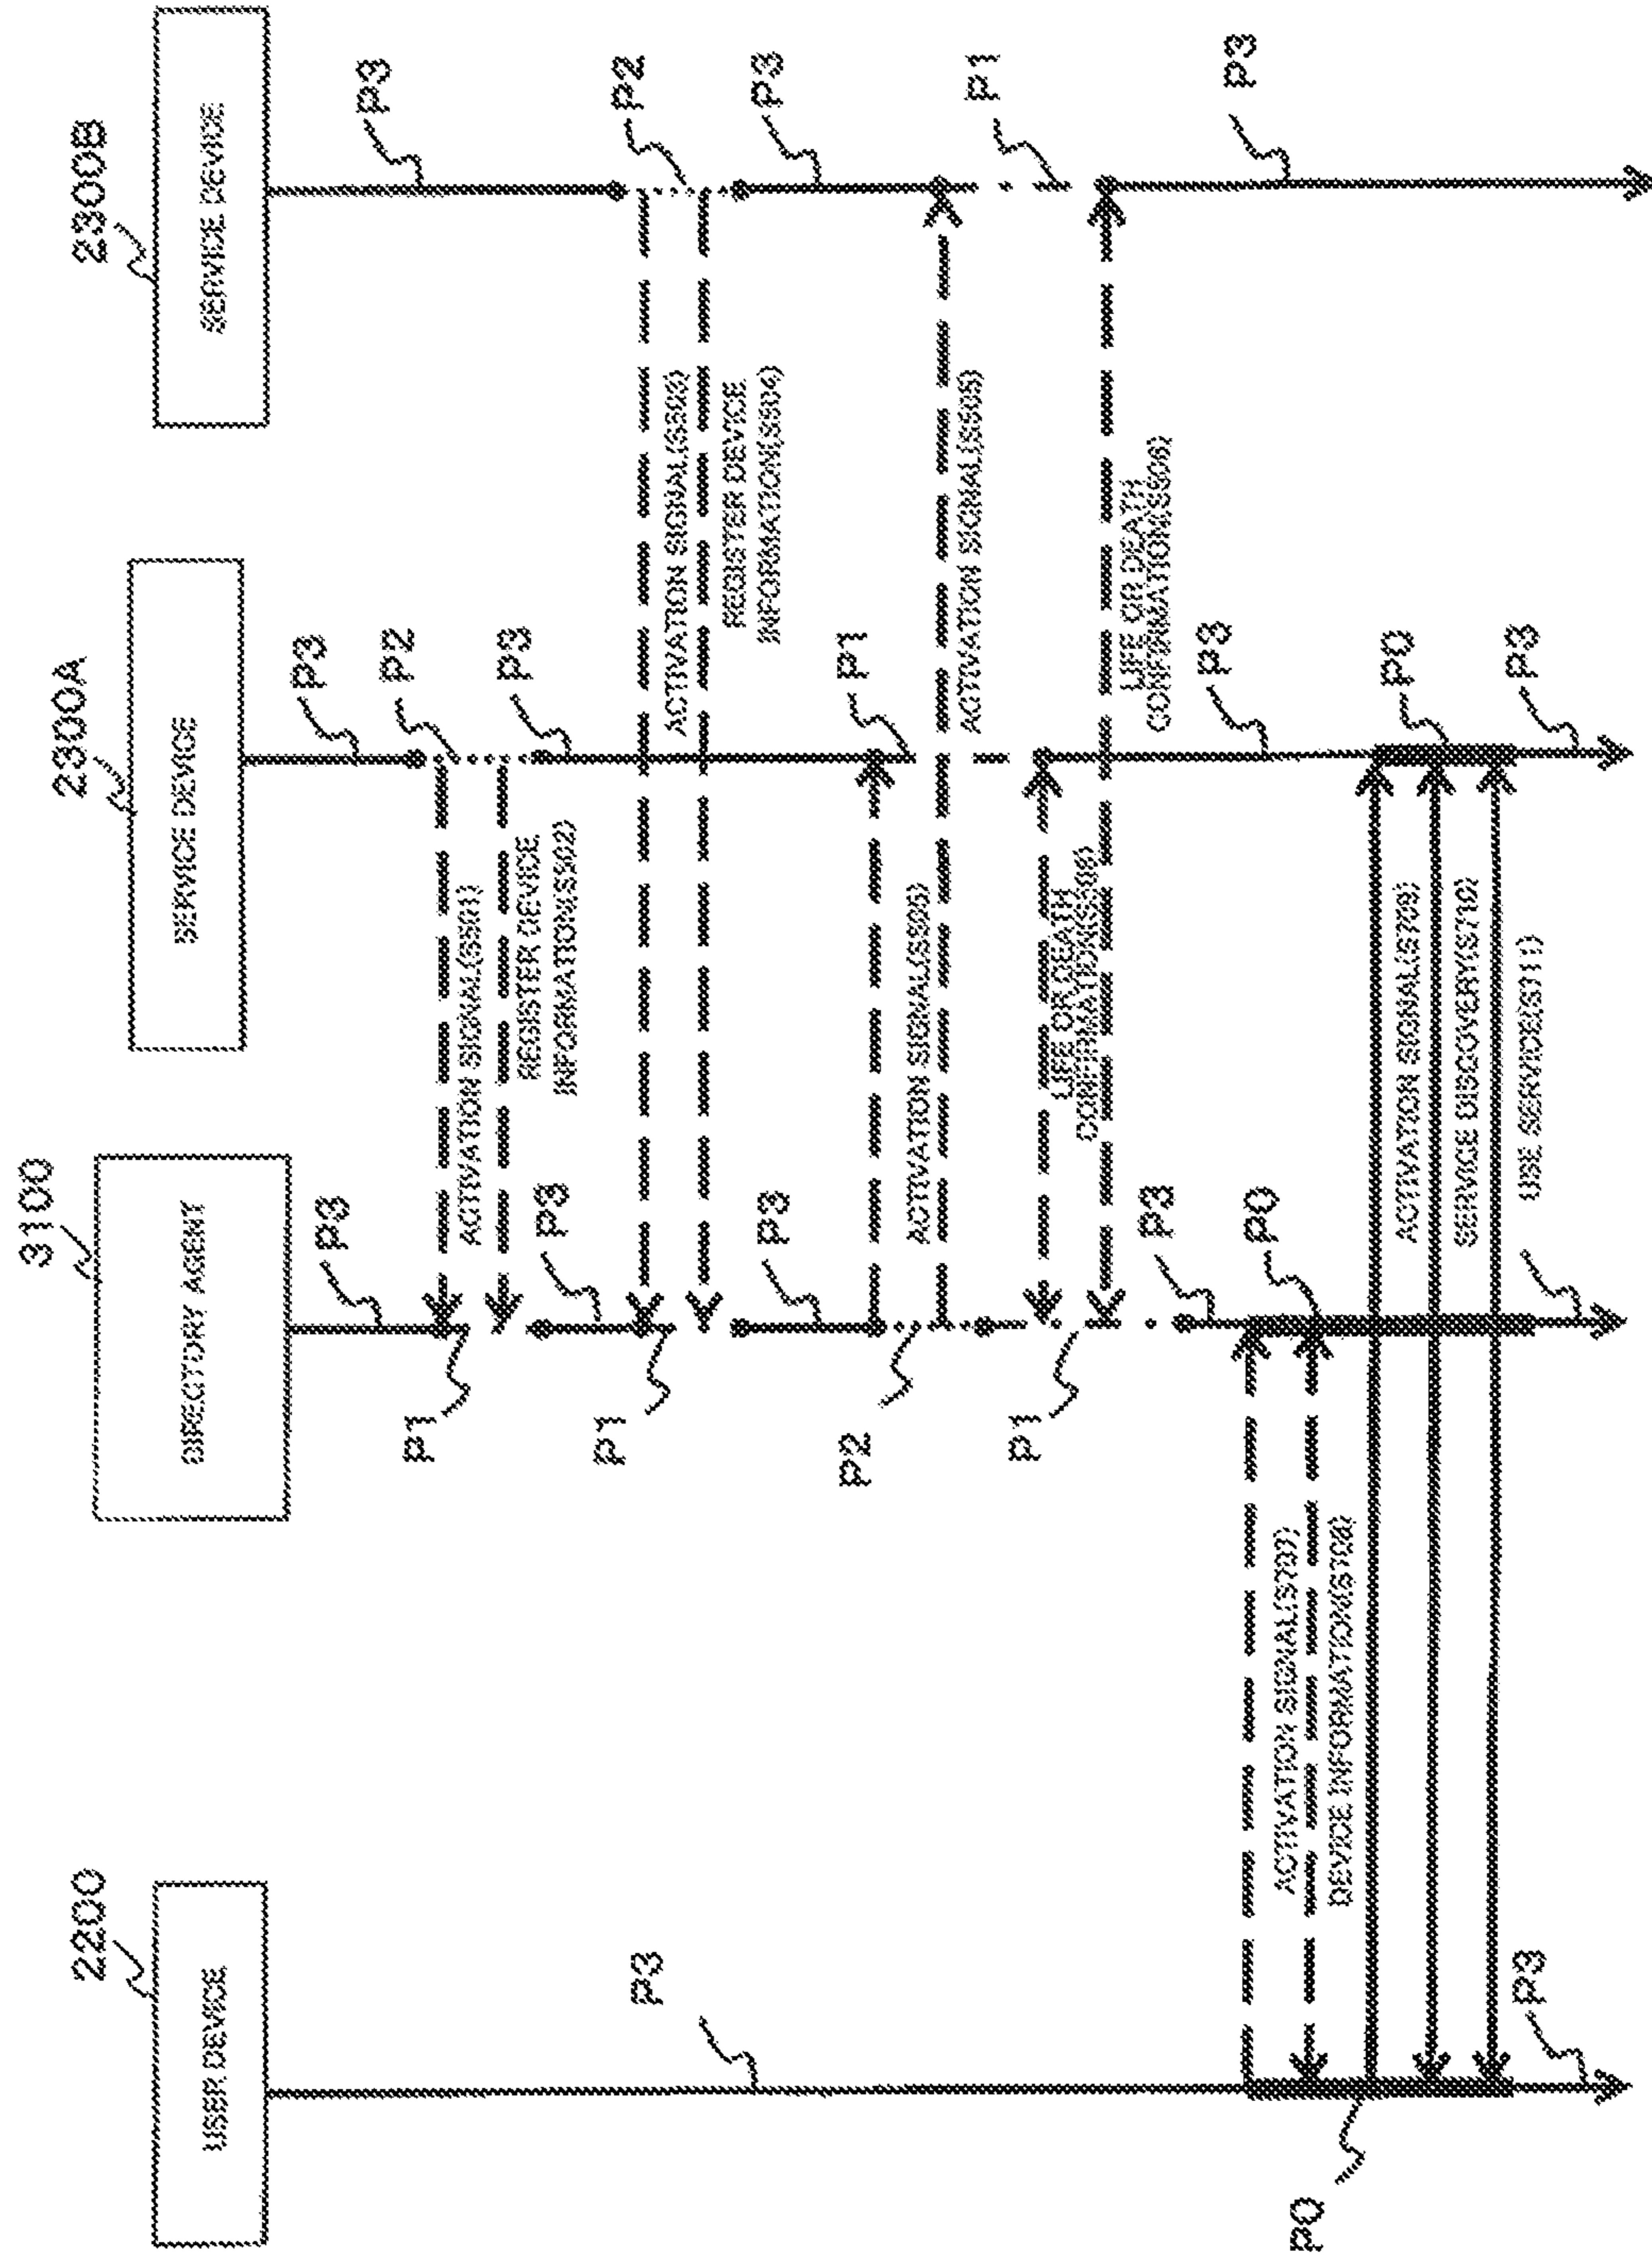 2200
3100
2300A
2300B
USER DEVICE
DIRECTORY AGENT
SERVICE DEVICE
SERVICE DEVICE
P3
P3
P3
P2
P1
ACTIVATION SIGNAL(S501)
P3
REGISTER DEVICE
INFORMATION(S502)
P3
P1
P2
P3
ACTIVATION SIGNAL(S503)
REGISTER DEVICE
INFORMATION(S504)
P3
P3
P2
P1
ACTIVATION SIGNAL(S505)
ACTIVATION SIGNAL(S505)
P1
P1
LIFE OR DEATH
CONFIRMATION(S506)
LIFE OR DEATH
CONFIRMATION(S506)
P3
P3
P3
P0
ACTIVATION SIGNAL(S707)
P0
DEVICE INFORMATION(S708)
P0
ACTIVATION SIGNAL(S709)
SERVICE DISCOVERY(S710)
USE SERVICE(S711)
P3
P3